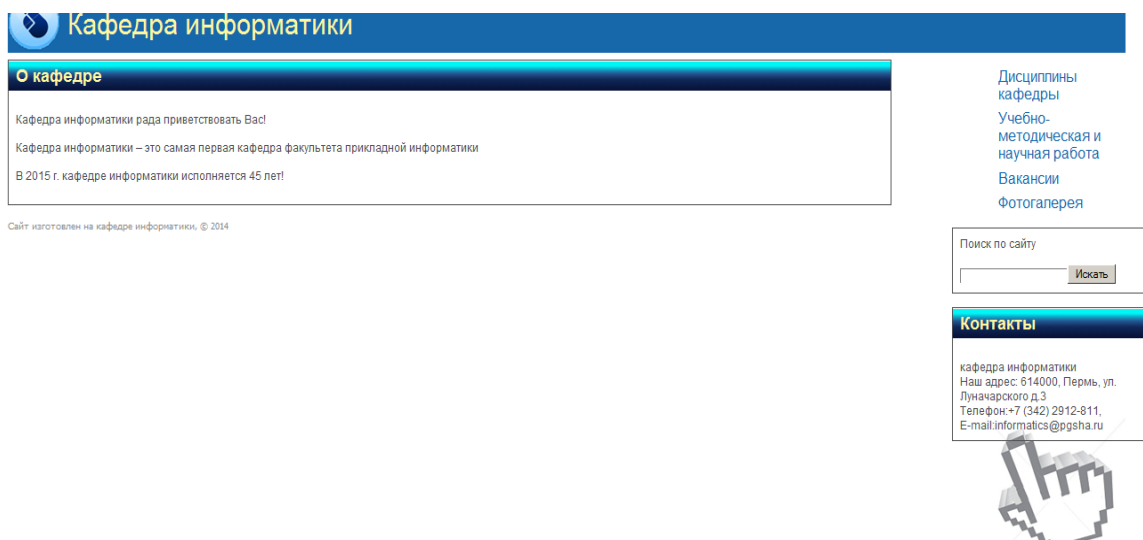 Кафедра информатики
О кафедре
Кафедра информатики рада приветствовать Вас!
Кафедра информатики – это самая первая кафедра факультета прикладной информатики
В 2015 г. кафедре информатики исполняется 45 лет!
Сайт изготовлен на кафедре информатики, © 2014
Дисциплины
кафедры
Учебно-
методическая и
научная работа
Вакансии
Фотогалерея
Поиск по сайту
Искать
Контакты
кафедра информатики
Наш адрес: 614000, Пермь, ул.
Луначарского д.3
Телефон:+7 (342) 2912-811,
E-mail:informatics@pgsha.ru